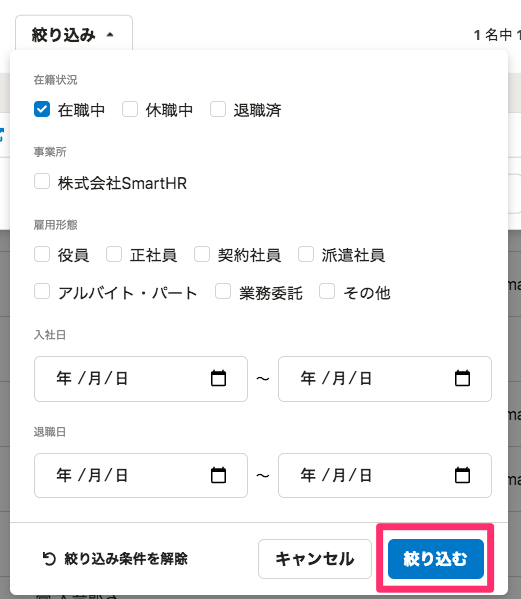 絞り込み
1 名中 1
在籍状況
在職中 休職中 退職済
事業所
株式会社SmartHR
雇用形態
役員 正社員 契約社員 派遣社員
アルバイト・パート 業務委託 その他
入社日
年 /月/日 ～ 年 /月/日
退職日
年 /月/日 ～ 年 /月/日
絞り込み条件を解除 キャンセル 絞り込む